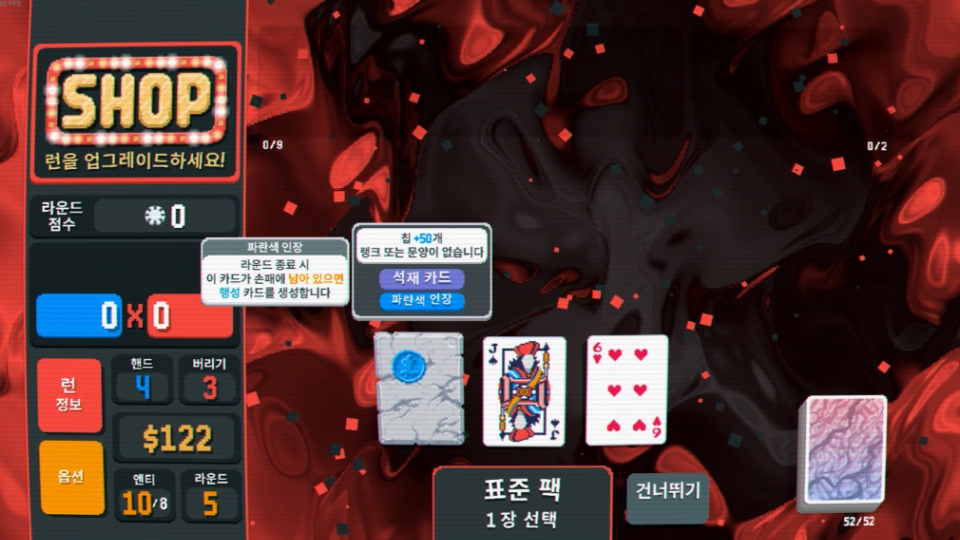 SHOP
런을 업그레이드하세요!
0/9
0/2
라운드
점수
0
파란색 인장
라운드 종료 시
이 카드가 손패에 남아 있으면
행성 카드를 생성합니다
칩 +50개
랭크 또는 문양이 없습니다
석재 카드
파란색 인장
0 X 0
런
정보
핸드
4
버리기
3
$122
옵션
앤티
10/8
라운드
5
J
J
6
6
표준 팩
1장 선택
건너뛰기
52/52